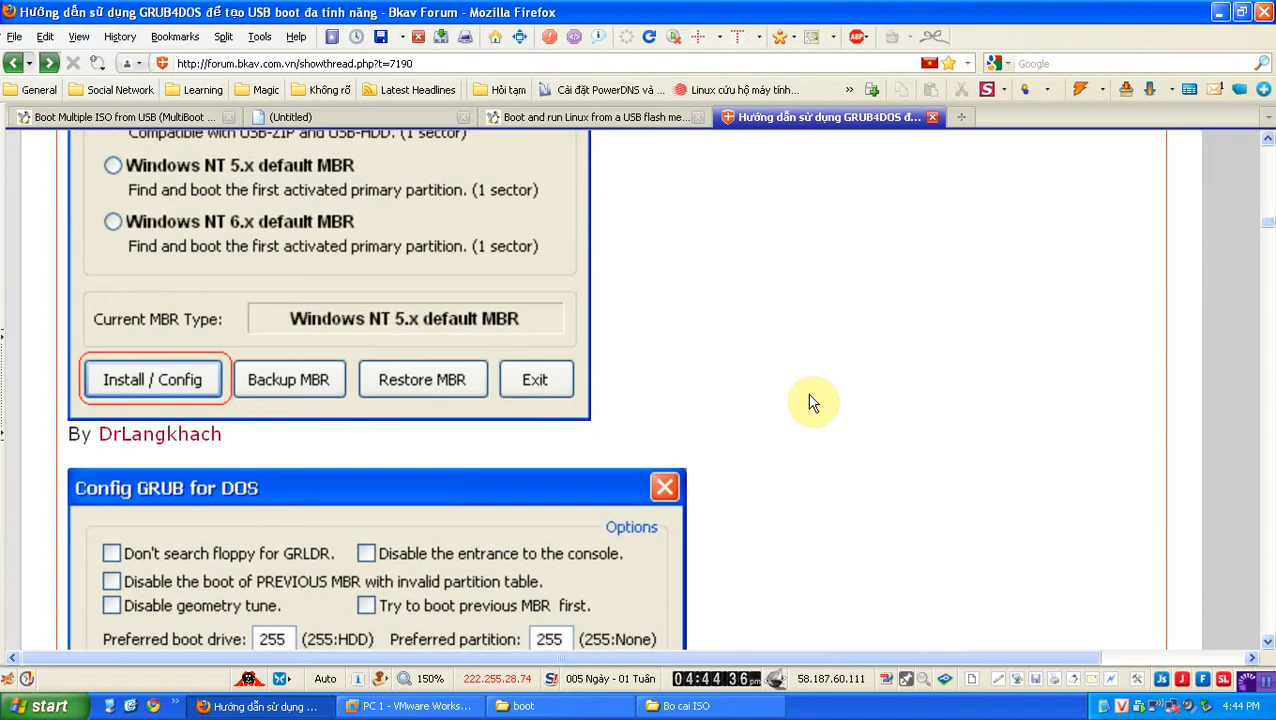 Hướng dẫn sử dụng GRUB4DOS để tạo USB boot đa tính năng - Bkav Forum - Mozilla Firefox
File Edit View History Bookmarks Split Tools Help
http://forum.bkav.com.vn/showthread.php?t=7190
Google
General Social Network Learning Magic Không rõ Latest Headlines Hỏi tạm Cài đặt PowerDNS và ... Linux lưu hộ máy tính... »
Boot Multiple ISO from USB (MultiBoot ... (Untitled) Boot and run Linux from a USB flash me... Hướng dẫn sử dụng GRUB4DOS đ...
Compatible with USB-ZIP and USB-HDD. (1 sector)
Windows NT 5.x default MBR
Find and boot the first activated primary partition. (1 sector)
Windows NT 6.x default MBR
Find and boot the first activated primary partition. (1 sector)
Current MBR Type: Windows NT 5.x default MBR
Install / Config Backup MBR Restore MBR Exit
By DrLangkhach
Config GRUB for DOS
Options
Don't search floppy for GRLDR. Disable the entrance to the console.
Disable the boot of PREVIOUS MBR with invalid partition table.
Disable geometry tune. Try to boot previous MBR first.
Preferred boot drive: 255 (255:HDD) Preferred partition: 255 (255:None)
Auto 150% 222.255.28.74 005 Ngày - 01 Tuần 04:44 36 pm 58.187.60.111
start Hướng dẫn sử dụng ... PC 1 - VMware Works... boot Bo cai ISO 4:44 PM